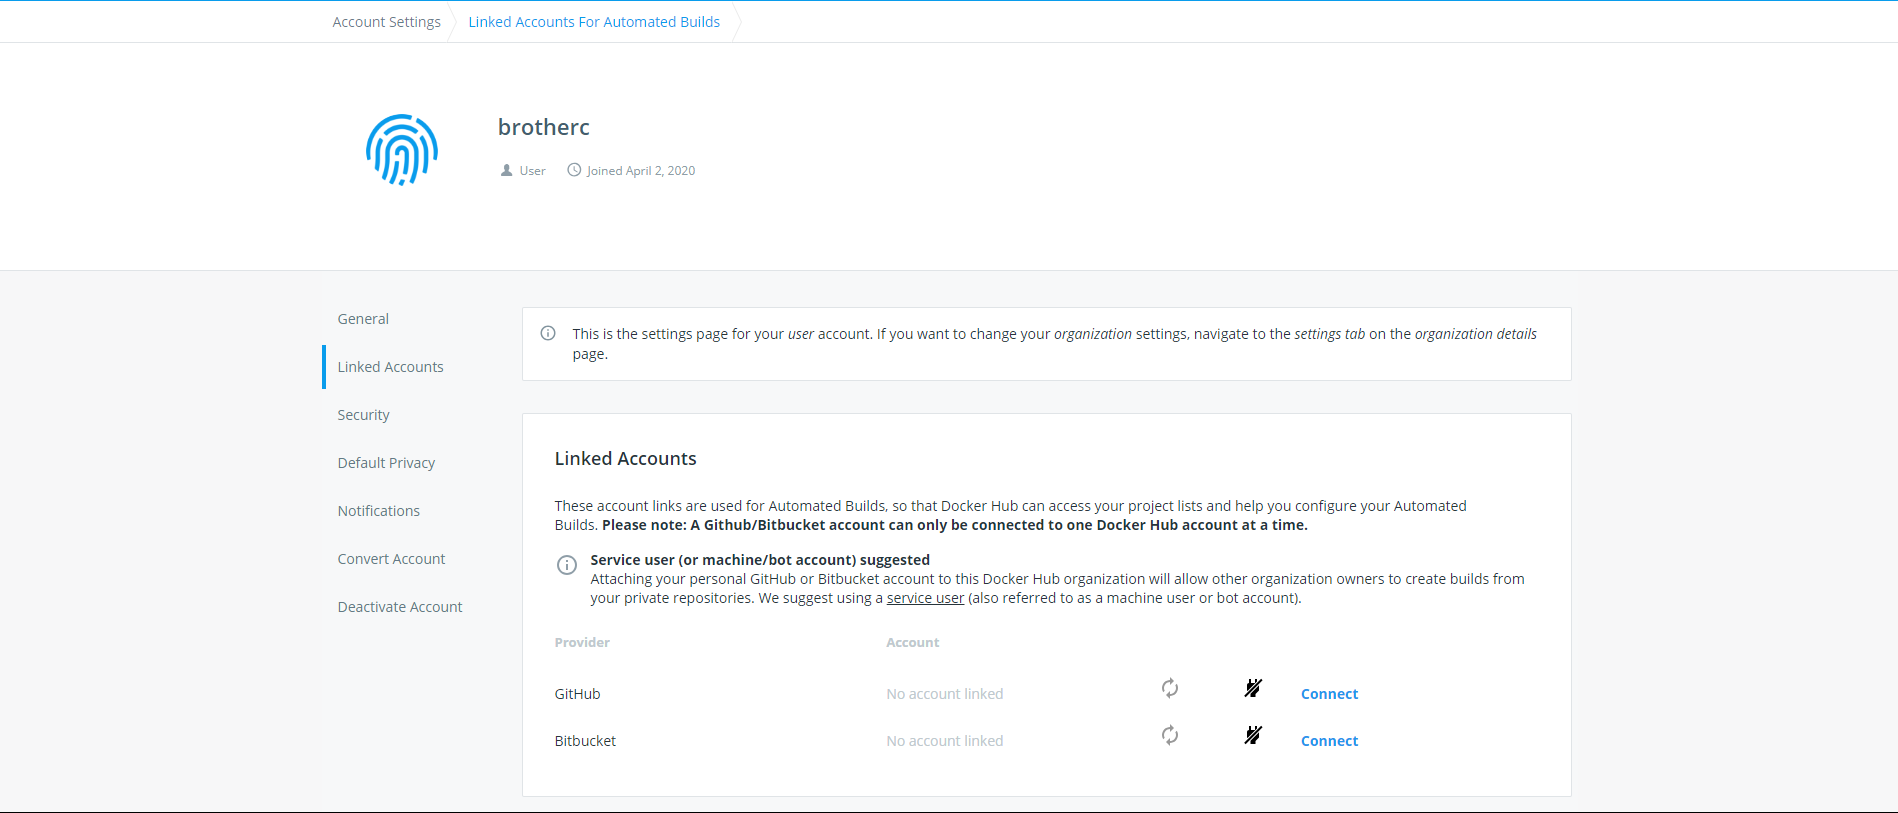 Account Settings
Linked Accounts For Automated Builds
brotherc
User
Joined April 2, 2020
General
Linked Accounts
Security
Default Privacy
Notifications
Convert Account
Deactivate Account
This is the settings page for your user account. If you want to change your organization settings, navigate to the settings tab on the organization details
page.
Linked Accounts
These account links are used for Automated Builds, so that Docker Hub can access your project lists and help you configure your Automated
Builds. Please note: A Github/Bitbucket account can only be connected to one Docker Hub account at a time.
Service user (or machine/bot account) suggested
Attaching your personal GitHub or Bitbucket account to this Docker Hub organization will allow other organization owners to create builds from
your private repositories. We suggest using a service user (also referred to as a machine user or bot account).
Provider Account
GitHub No account linked Connect
Bitbucket No account linked Connect